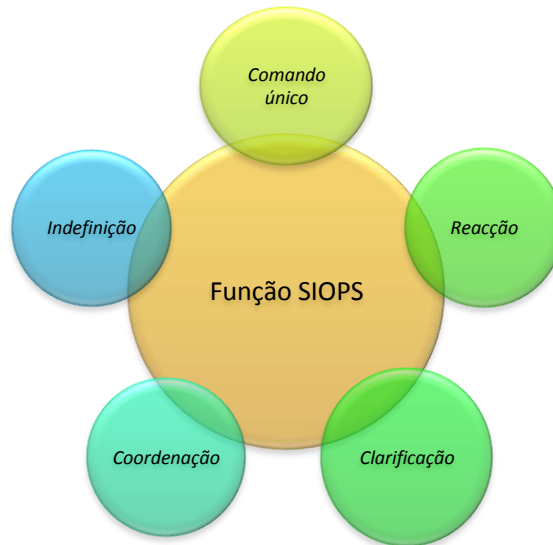 Comando
único
Indefinição
Reacção
Função SIOPS
Coordenação
Clarificação